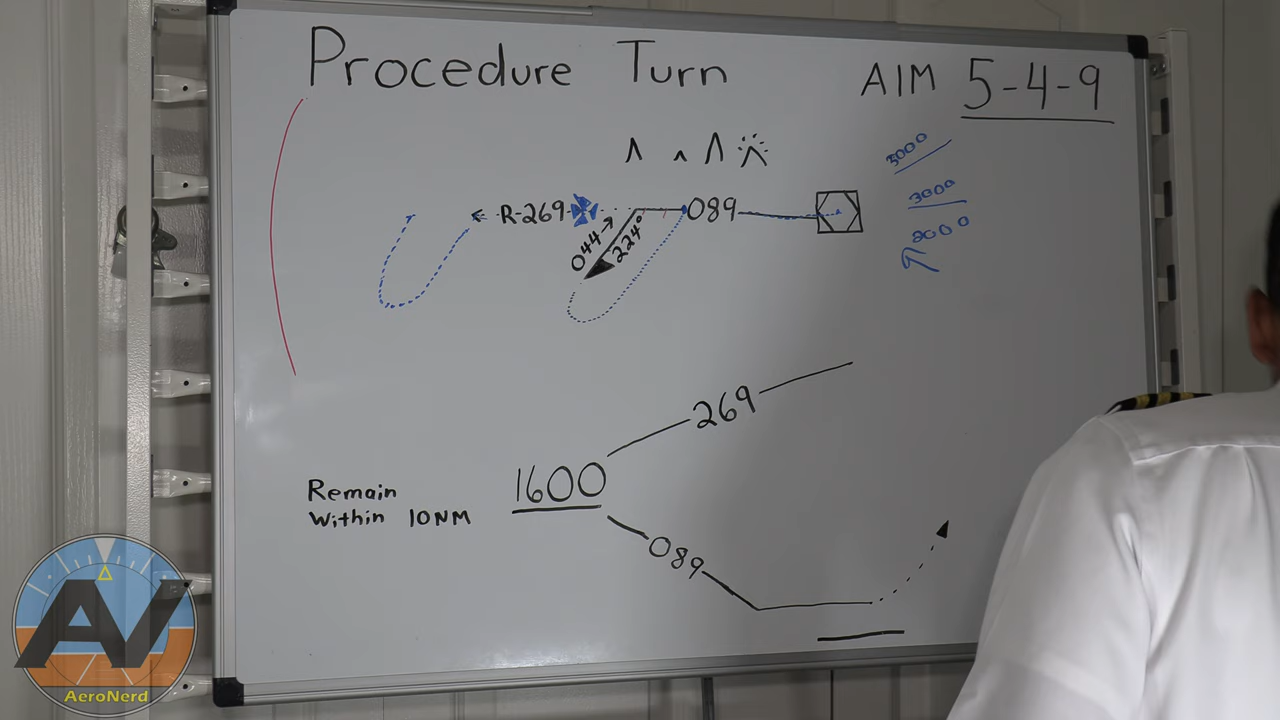 Procedure Turn
AIM 5-4-9
3000
3000
2000
R-269
089
044→
224°
269
1600
Remain
Within 10NM
089
AV
AeroNerd